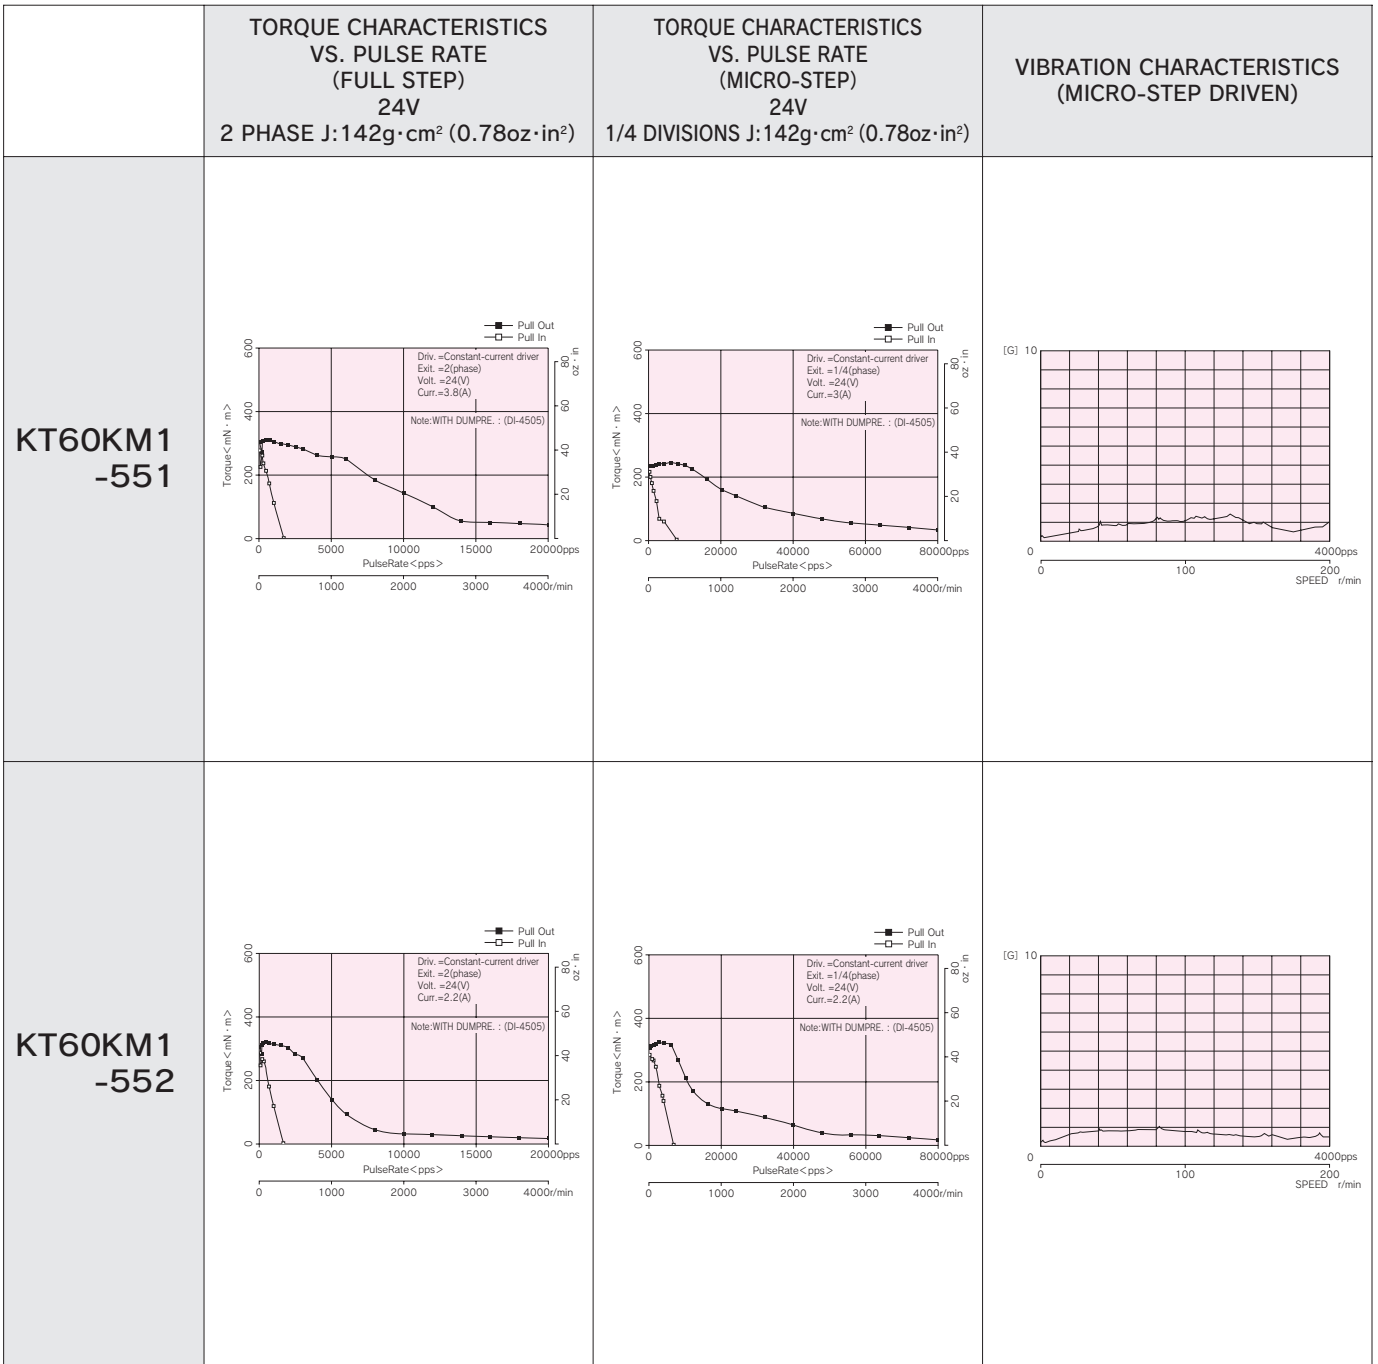 TORQUE CHARACTERISTICS
VS. PULSE RATE
(FULL STEP)
24V
2 PHASE J:142g·cm² (0.78oz·in²)
TORQUE CHARACTERISTICS
VS. PULSE RATE
(MICRO-STEP)
24V
1/4 DIVISIONS J:142g·cm² (0.78oz·in²)
VIBRATION CHARACTERISTICS
(MICRO-STEP DRIVEN)
KT60KM1
-551
Pull Out
Pull In
Driv. =Constant-current driver
Exit. =2(phase)
Volt. =24(V)
Curr.=3.8(A)
Note:WITH DUMPRE. : (DI-4505)
Torque<mN · m>
0 200 400 600
oz · in
20 40 60 80
0 5000 10000 15000 20000pps
PulseRate<pps>
0 1000 2000 3000 4000r/min
Pull Out
Pull In
Driv. =Constant-current driver
Exit. =1/4(phase)
Volt. =24(V)
Curr.=3(A)
Note:WITH DUMPRE. : (DI-4505)
Torque<mN · m>
0 200 400 600
oz · in
20 40 60 80
0 20000 40000 60000 80000pps
PulseRate<pps>
0 1000 2000 3000 4000r/min
[G] 10
0 4000pps
0 100 200
SPEED r/min
KT60KM1
-552
Pull Out
Pull In
Driv. =Constant-current driver
Exit. =2(phase)
Volt. =24(V)
Curr.=2.2(A)
Note:WITH DUMPRE. : (DI-4505)
Torque<mN · m>
0 200 400 600
oz · in
20 40 60 80
0 5000 10000 15000 20000pps
PulseRate<pps>
0 1000 2000 3000 4000r/min
Pull Out
Pull In
Driv. =Constant-current driver
Exit. =1/4(phase)
Volt. =24(V)
Curr.=2.2(A)
Note:WITH DUMPRE. : (DI-4505)
Torque<mN · m>
0 200 400 600
oz · in
20 40 60 80
0 20000 40000 60000 80000pps
PulseRate<pps>
0 1000 2000 3000 4000r/min
[G] 10
0 4000pps
0 100 200
SPEED r/min